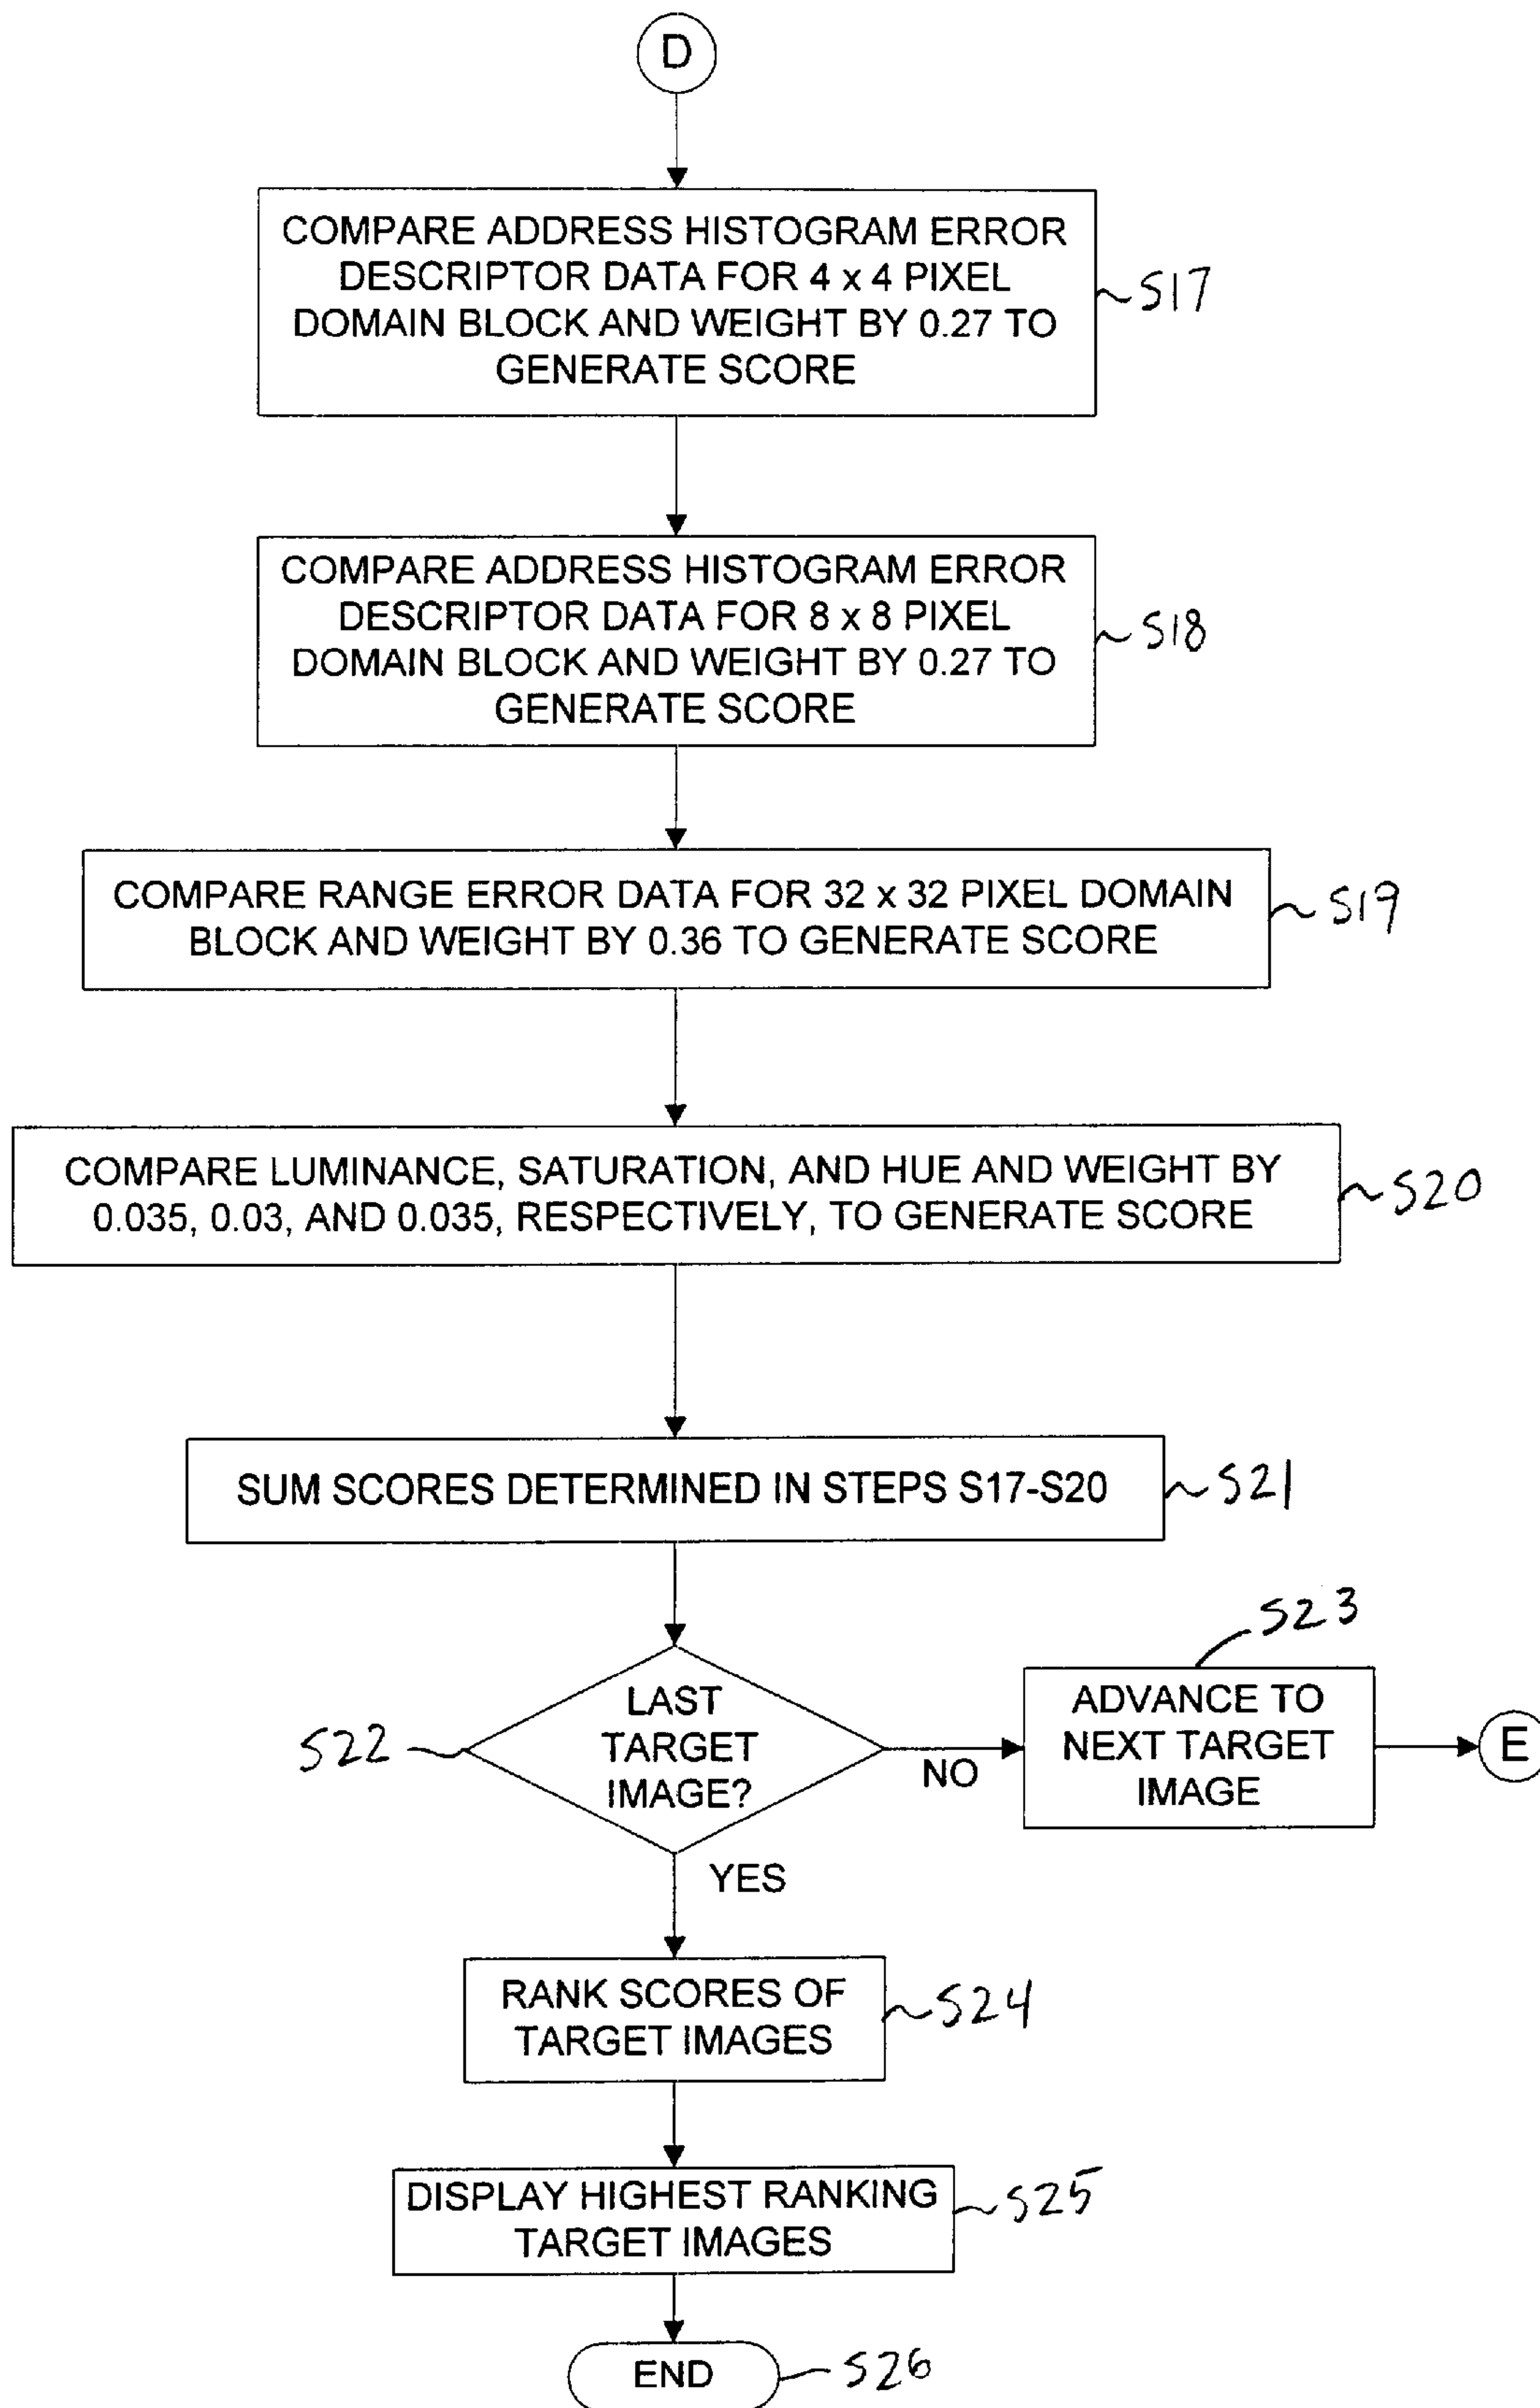 D
COMPARE ADDRESS HISTOGRAM ERROR
DESCRIPTOR DATA FOR 4 x 4 PIXEL
DOMAIN BLOCK AND WEIGHT BY 0.27 TO
GENERATE SCORE
S17
COMPARE ADDRESS HISTOGRAM ERROR
DESCRIPTOR DATA FOR 8 x 8 PIXEL
DOMAIN BLOCK AND WEIGHT BY 0.27 TO
GENERATE SCORE
S18
COMPARE RANGE ERROR DATA FOR 32 x 32 PIXEL DOMAIN
BLOCK AND WEIGHT BY 0.36 TO GENERATE SCORE
S19
COMPARE LUMINANCE, SATURATION, AND HUE AND WEIGHT BY
0.035, 0.03, AND 0.035, RESPECTIVELY, TO GENERATE SCORE
S20
SUM SCORES DETERMINED IN STEPS S17-S20
S21
S22
LAST
TARGET
IMAGE?
NO
S23
ADVANCE TO
NEXT TARGET
IMAGE
E
YES
RANK SCORES OF
TARGET IMAGES
S24
DISPLAY HIGHEST RANKING
TARGET IMAGES
S25
END
S26